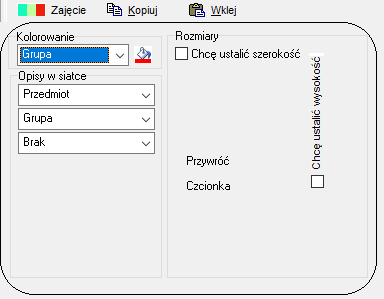 Zajęcie Kopiuj Wklej
Kolorowanie
Grupa
Opisy w siatce
Przedmiot
Grupa
Brak
Rozmiary
Chcę ustalić szerokość
Chcę ustalić wysokość
Przywróć
Czcionka